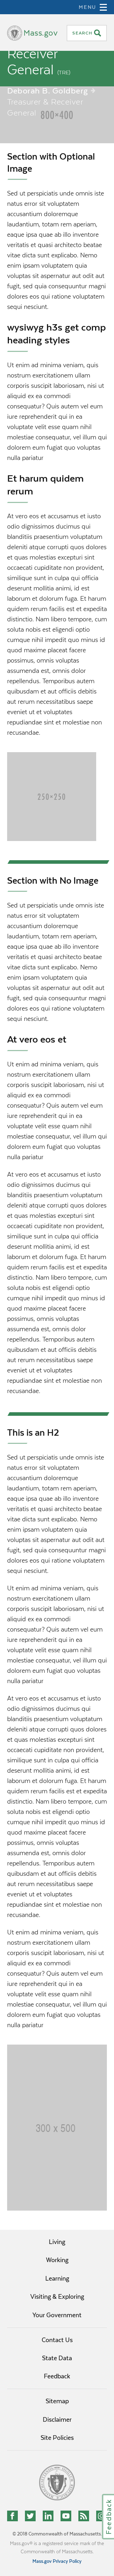 MENU
Mass.gov
SEARCH
Receiver
General (TRE)
Deborah B. Goldberg
Treasurer & Receiver
General
800×400
Section with Optional
Image
Sed ut perspiciatis unde omnis iste
natus error sit voluptatem
accusantium doloremque
laudantium, totam rem aperiam,
eaque ipsa quae ab illo inventore
veritatis et quasi architecto beatae
vitae dicta sunt explicabo. Nemo
enim ipsam voluptatem quia
voluptas sit aspernatur aut odit aut
fugit, sed quia consequuntur magni
dolores eos qui ratione voluptatem
sequi nesciunt.
wysiwyg h3s get comp
heading styles
Ut enim ad minima veniam, quis
nostrum exercitationem ullam
corporis suscipit laboriosam, nisi ut
aliquid ex ea commodi
consequatur? Quis autem vel eum
iure reprehenderit qui in ea
voluptate velit esse quam nihil
molestiae consequatur, vel illum qui
dolorem eum fugiat quo voluptas
nulla pariatur
Et harum quidem
rerum
At vero eos et accusamus et iusto
odio dignissimos ducimus qui
blanditiis praesentium voluptatum
deleniti atque corrupti quos dolores
et quas molestias excepturi sint
occaecati cupiditate non provident,
similique sunt in culpa qui officia
deserunt mollitia animi, id est
laborum et dolorum fuga. Et harum
quidem rerum facilis est et expedita
distinctio. Nam libero tempore, cum
soluta nobis est eligendi optio
cumque nihil impedit quo minus id
quod maxime placeat facere
possimus, omnis voluptas
assumenda est, omnis dolor
repellendus. Temporibus autem
quibusdam et aut officiis debitis
aut rerum necessitatibus saepe
eveniet ut et voluptates
repudiandae sint et molestiae non
recusandae.
250×250
Section with No Image
Sed ut perspiciatis unde omnis iste
natus error sit voluptatem
accusantium doloremque
laudantium, totam rem aperiam,
eaque ipsa quae ab illo inventore
veritatis et quasi architecto beatae
vitae dicta sunt explicabo. Nemo
enim ipsam voluptatem quia
voluptas sit aspernatur aut odit aut
fugit, sed quia consequuntur magni
dolores eos qui ratione voluptatem
sequi nesciunt.
At vero eos et
Ut enim ad minima veniam, quis
nostrum exercitationem ullam
corporis suscipit laboriosam, nisi ut
aliquid ex ea commodi
consequatur? Quis autem vel eum
iure reprehenderit qui in ea
voluptate velit esse quam nihil
molestiae consequatur, vel illum qui
dolorem eum fugiat quo voluptas
nulla pariatur
At vero eos et accusamus et iusto
odio dignissimos ducimus qui
blanditiis praesentium voluptatum
deleniti atque corrupti quos dolores
et quas molestias excepturi sint
occaecati cupiditate non provident,
similique sunt in culpa qui officia
deserunt mollitia animi, id est
laborum et dolorum fuga. Et harum
quidem rerum facilis est et expedita
distinctio. Nam libero tempore, cum
soluta nobis est eligendi optio
cumque nihil impedit quo minus id
quod maxime placeat facere
possimus, omnis voluptas
assumenda est, omnis dolor
repellendus. Temporibus autem
quibusdam et aut officiis debitis
aut rerum necessitatibus saepe
eveniet ut et voluptates
repudiandae sint et molestiae non
recusandae.
This is an H2
Sed ut perspiciatis unde omnis iste
natus error sit voluptatem
accusantium doloremque
laudantium, totam rem aperiam,
eaque ipsa quae ab illo inventore
veritatis et quasi architecto beatae
vitae dicta sunt explicabo. Nemo
enim ipsam voluptatem quia
voluptas sit aspernatur aut odit aut
fugit, sed quia consequuntur magni
dolores eos qui ratione voluptatem
sequi nesciunt.
Ut enim ad minima veniam, quis
nostrum exercitationem ullam
corporis suscipit laboriosam, nisi ut
aliquid ex ea commodi
consequatur? Quis autem vel eum
iure reprehenderit qui in ea
voluptate velit esse quam nihil
molestiae consequatur, vel illum qui
dolorem eum fugiat quo voluptas
nulla pariatur
At vero eos et accusamus et iusto
odio dignissimos ducimus qui
blanditiis praesentium voluptatum
deleniti atque corrupti quos dolores
et quas molestias excepturi sint
occaecati cupiditate non provident,
similique sunt in culpa qui officia
deserunt mollitia animi, id est
laborum et dolorum fuga. Et harum
quidem rerum facilis est et expedita
distinctio. Nam libero tempore, cum
soluta nobis est eligendi optio
cumque nihil impedit quo minus id
quod maxime placeat facere
possimus, omnis voluptas
assumenda est, omnis dolor
repellendus. Temporibus autem
quibusdam et aut officiis debitis
aut rerum necessitatibus saepe
eveniet ut et voluptates
repudiandae sint et molestiae non
recusandae.
Ut enim ad minima veniam, quis
nostrum exercitationem ullam
corporis suscipit laboriosam, nisi ut
aliquid ex ea commodi
consequatur? Quis autem vel eum
iure reprehenderit qui in ea
voluptate velit esse quam nihil
molestiae consequatur, vel illum qui
dolorem eum fugiat quo voluptas
nulla pariatur
300 x 500
Living
Working
Learning
Visiting & Exploring
Your Government
Contact Us
State Data
Feedback
Sitemap
Disclaimer
Site Policies
Feedback
© 2018 Commonwealth of Massachusetts.
Mass.gov® is a registered service mark of the
Commonwealth of Massachusetts.
Mass.gov Privacy Policy